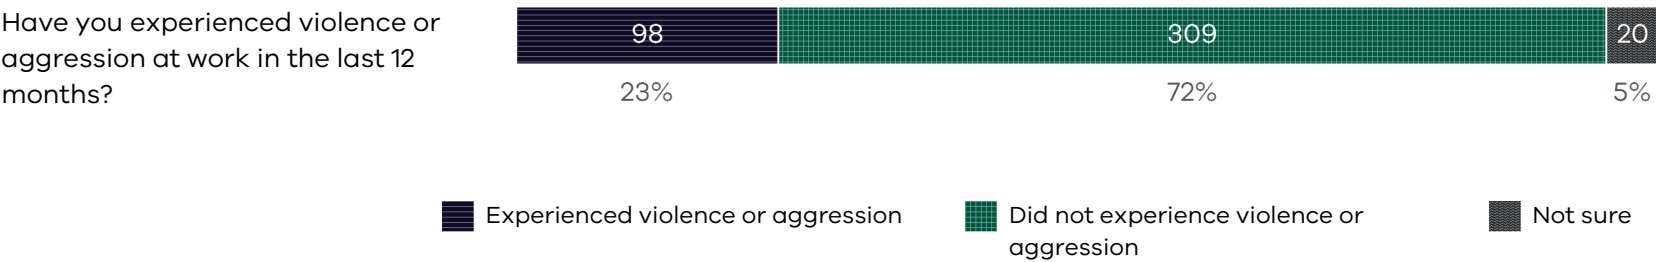 Have you experienced violence or
aggression at work in the last 12
months?
98
309
20
23%
72%
5%
Experienced violence or aggression
Did not experience violence or
aggression
Not sure